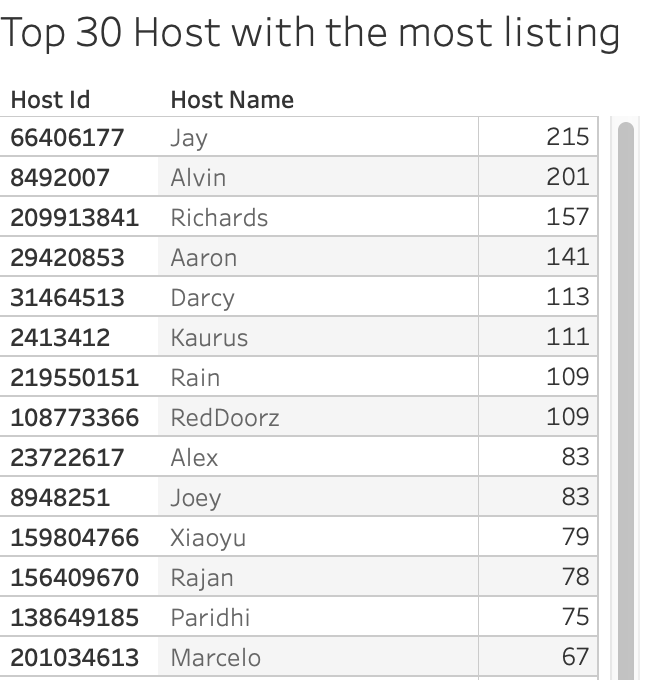 Top 30 Host with the most listing
Host Id Host Name
66406177 Jay 215
8492007 Alvin 201
209913841 Richards 157
29420853 Aaron 141
31464513 Darcy 113
2413412 Kaurus 111
219550151 Rain 109
108773366 RedDoorz 109
23722617 Alex 83
8948251 Joey 83
159804766 Xiaoyu 79
156409670 Rajan 78
138649185 Paridhi 75
201034613 Marcelo 67